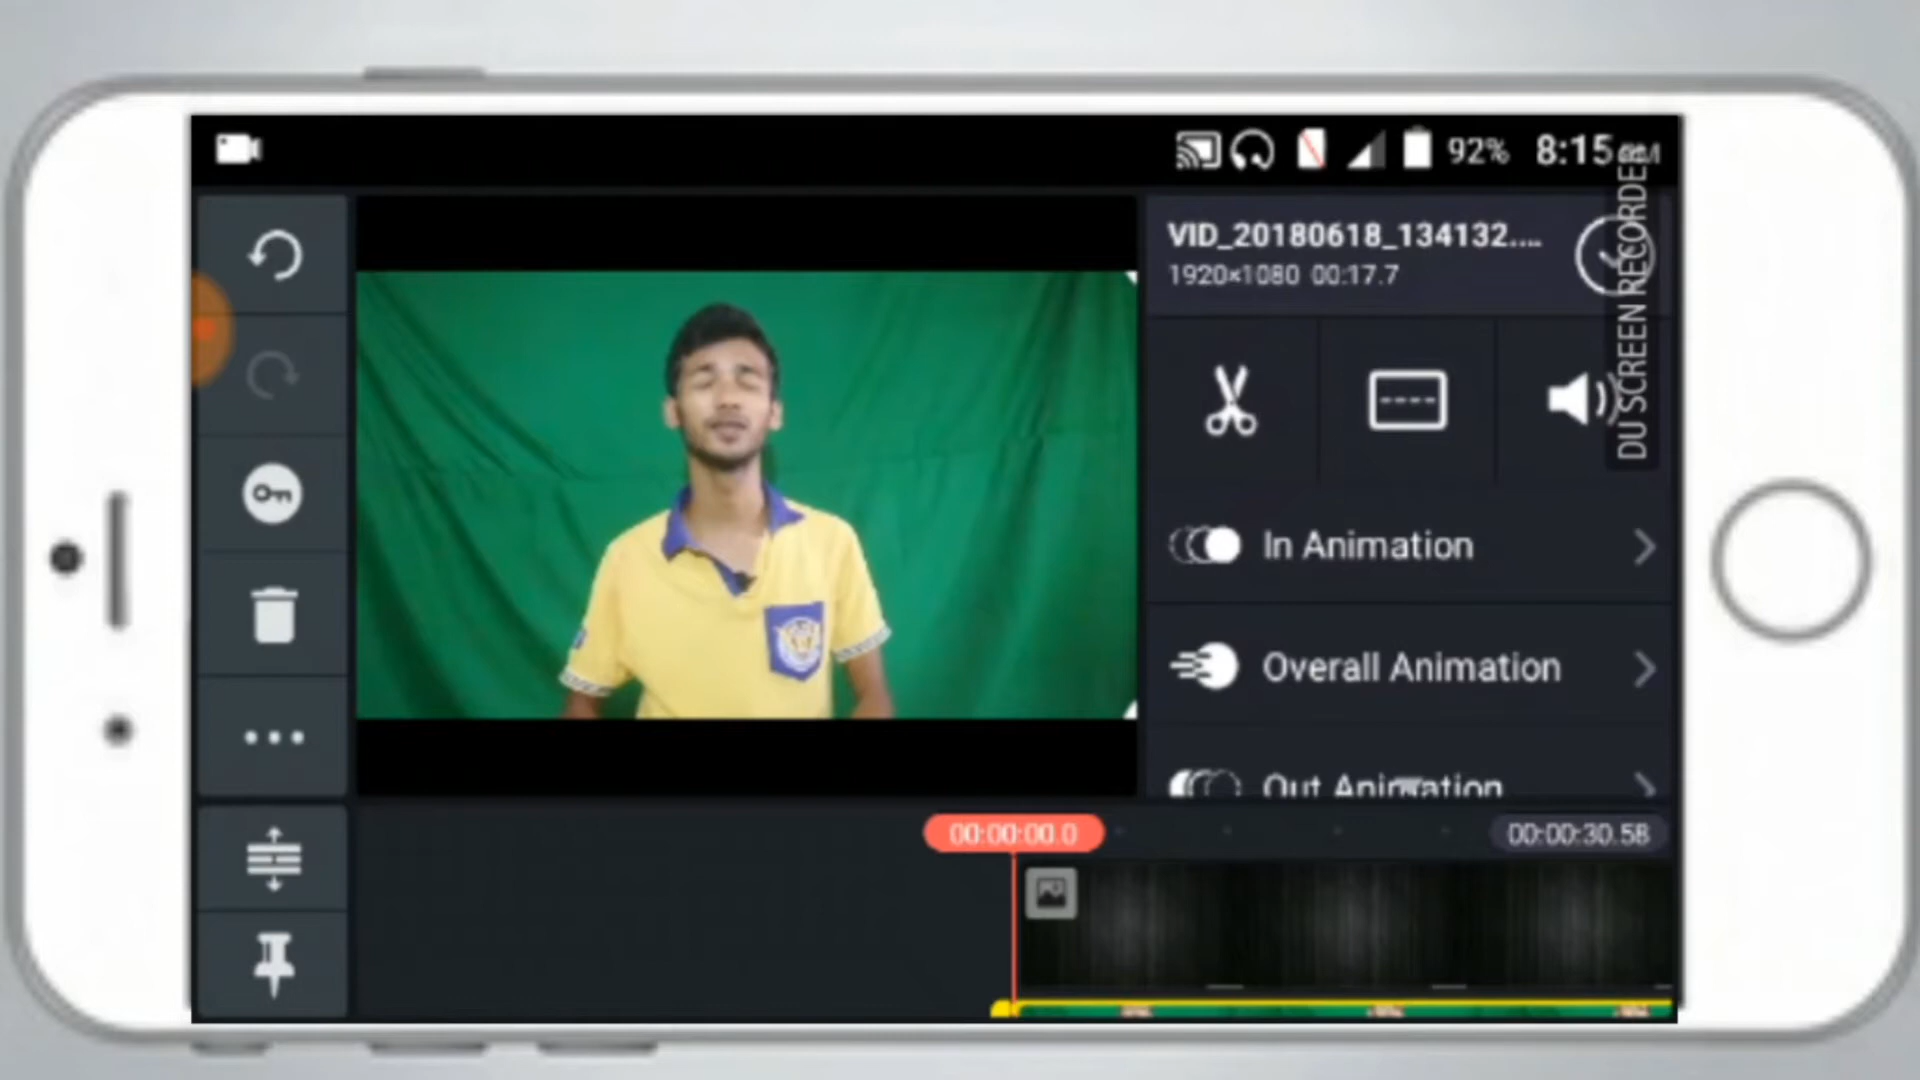 92% 8:15
VID_20180618_134132....
1920×1080 00:17.7
DU SCREEN RECORDER
In Animation
Overall Animation
Out Animation
00:00:00.0
00:00:30.58